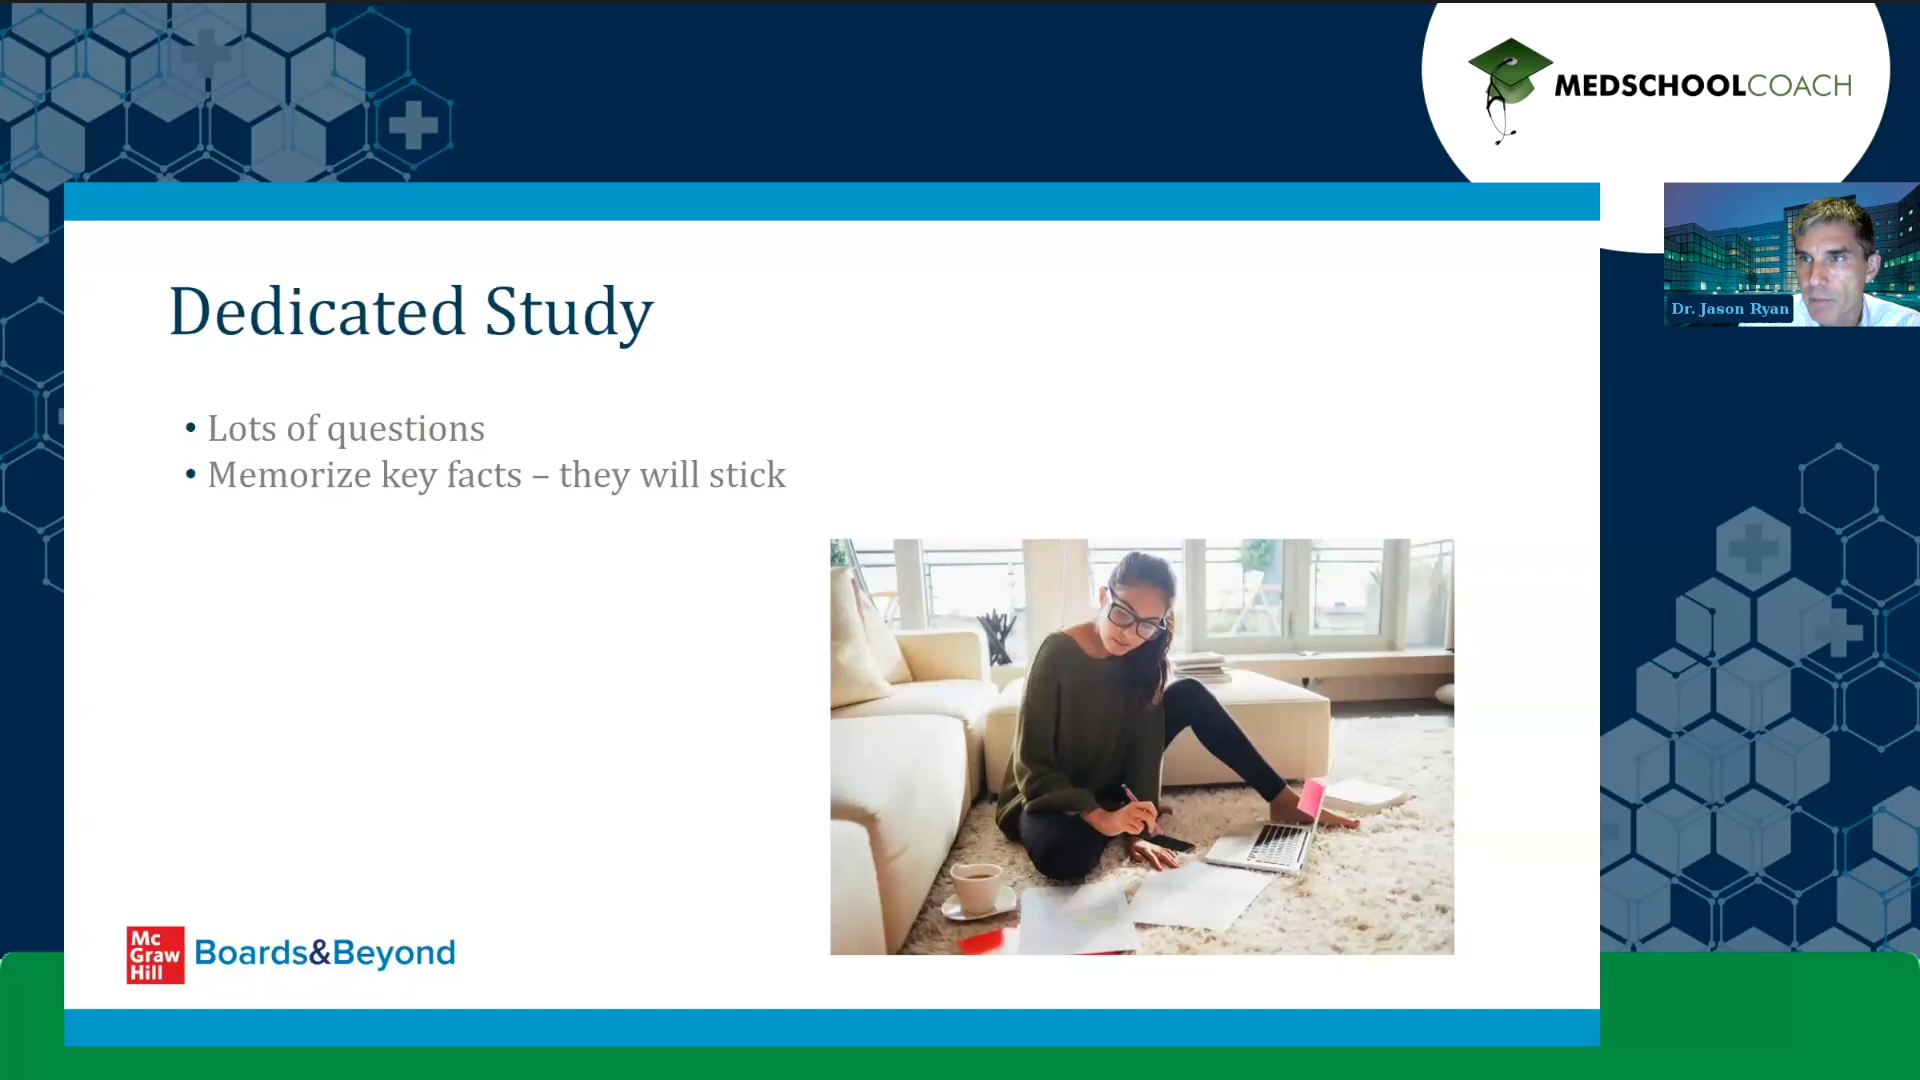 MEDSCHOOLCOACH
Dr. Jason Ryan
Dedicated Study
• Lots of questions
• Memorize key facts – they will stick
Mc
Graw
Hill
Boards&Beyond